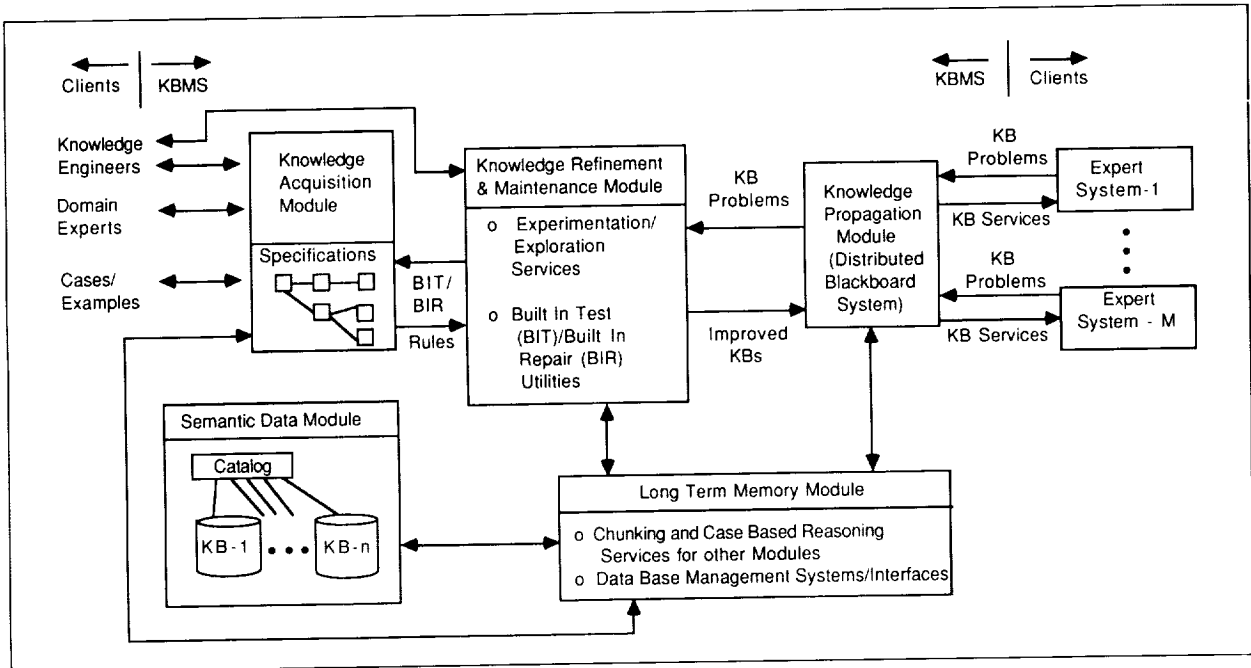 Clients
KBMS
KBMS
Clients
Knowledge
Engineers
Domain
Experts
Cases/
Examples
Knowledge
Acquisition
Module
Specifications
BIT/
BIR
Rules
Knowledge Refinement
& Maintenance Module
o Experimentation/
Exploration
Services
o Built In Test
(BIT)/Built In
Repair (BIR)
Utilities
KB
Problems
Improved
KBs
Knowledge
Propagation
Module
(Distributed
Blackboard
System)
KB
Problems
KB Services
KB
Problems
KB Services
Expert
System-1
Expert
System - M
Semantic Data Module
Catalog
KB-1
KB-n
Long Term Memory Module
o Chunking and Case Based Reasoning
Services for other Modules
o Data Base Management Systems/Interfaces